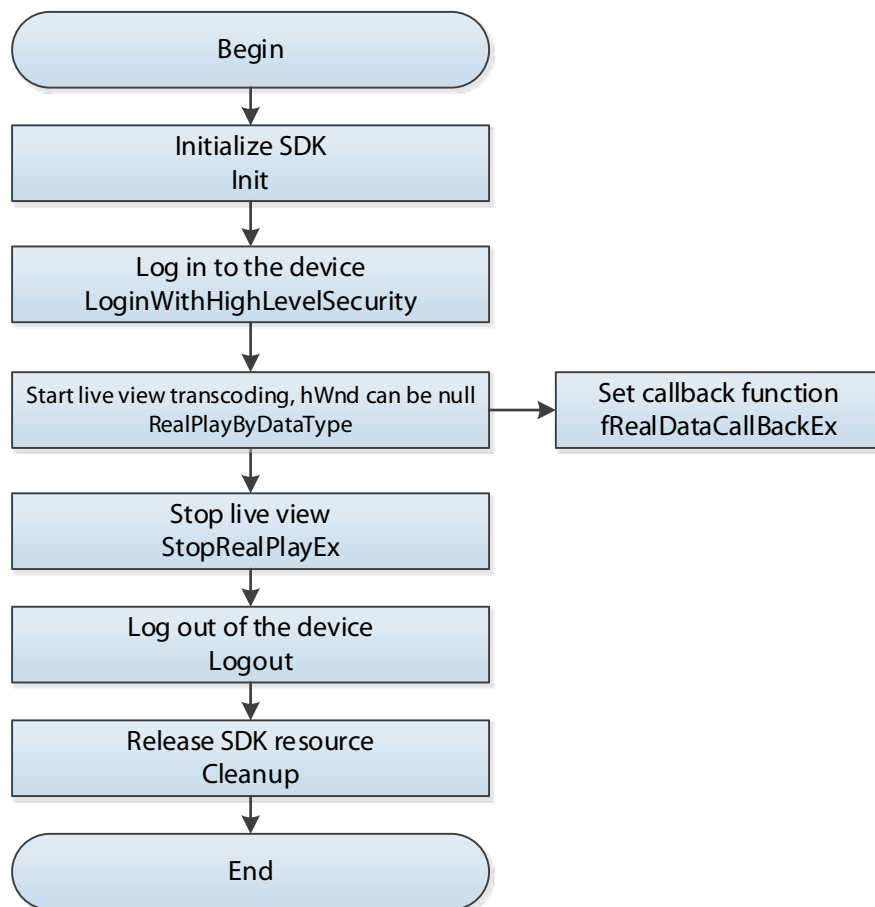 Begin
Initialize SDK
Init
Log in to the device
LoginWithHighLevelSecurity
Start live view transcoding, hWnd can be null
RealPlayByDataType
Set callback function
fRealDataCallBackEx
Stop live view
StopRealPlayEx
Log out of the device
Logout
Release SDK resource
Cleanup
End